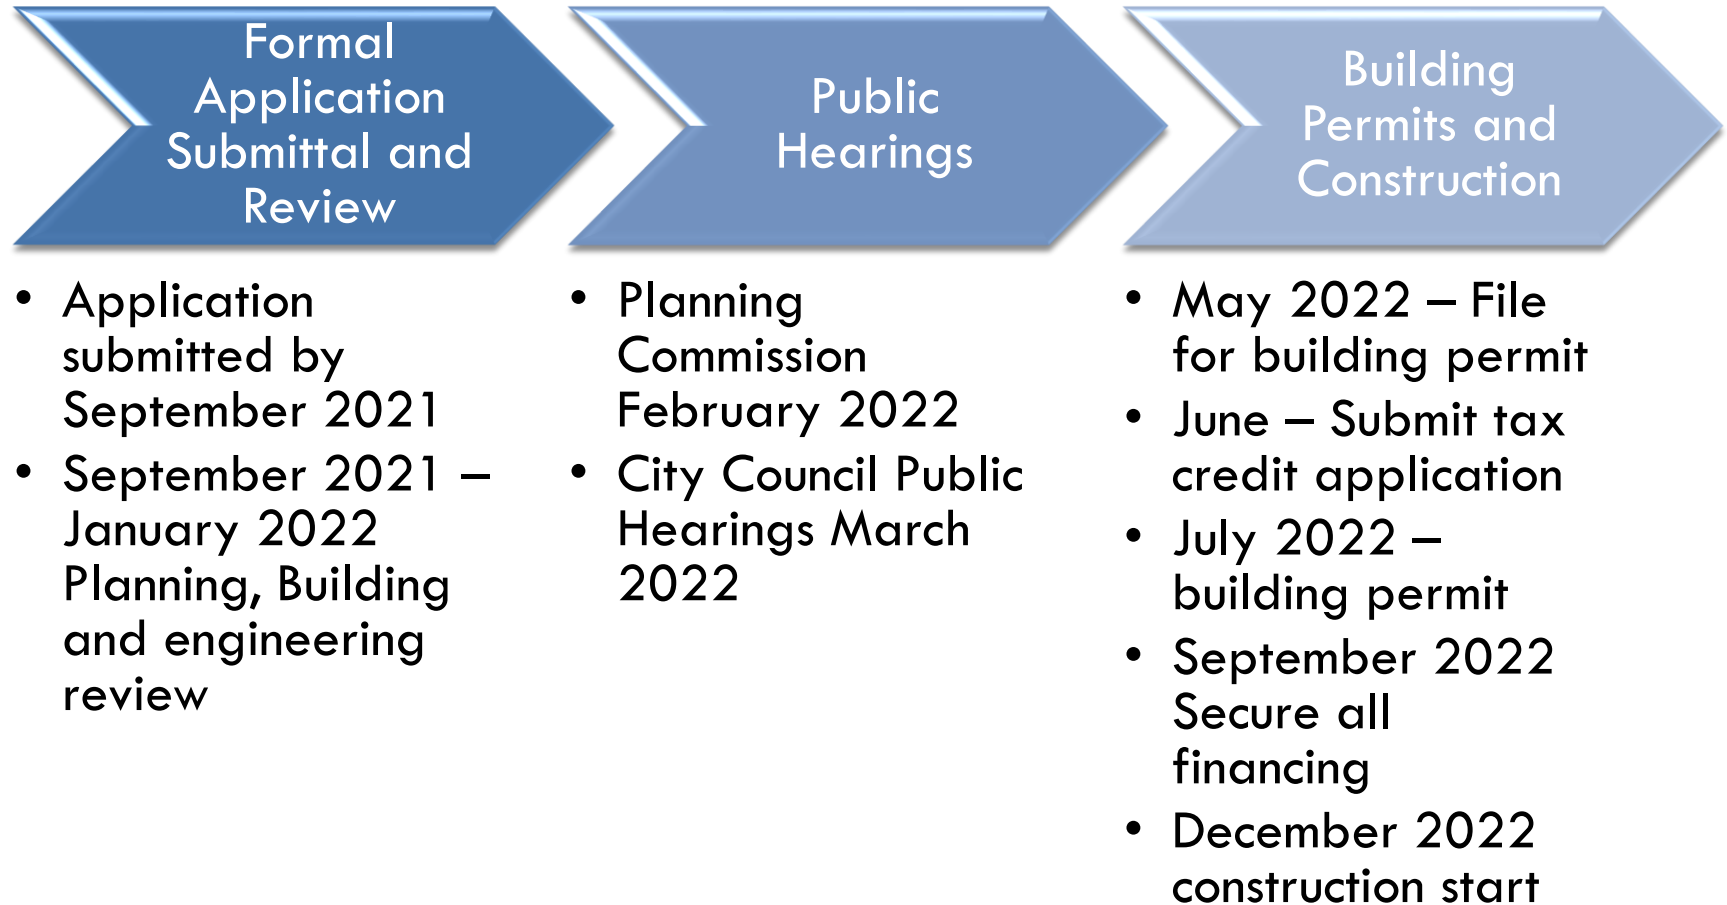 Formal
Application
Submittal and
Review
• Application
submitted by
September 2021
• September 2021 –
January 2022
Planning, Building
and engineering
review
Public
Hearings
• Planning
Commission
February 2022
• City Council Public
Hearings March
2022
Building
Permits and
Construction
• May 2022 – File
for building permit
• June – Submit tax
credit application
• July 2022 –
building permit
• September 2022
Secure all
financing
• December 2022
construction start